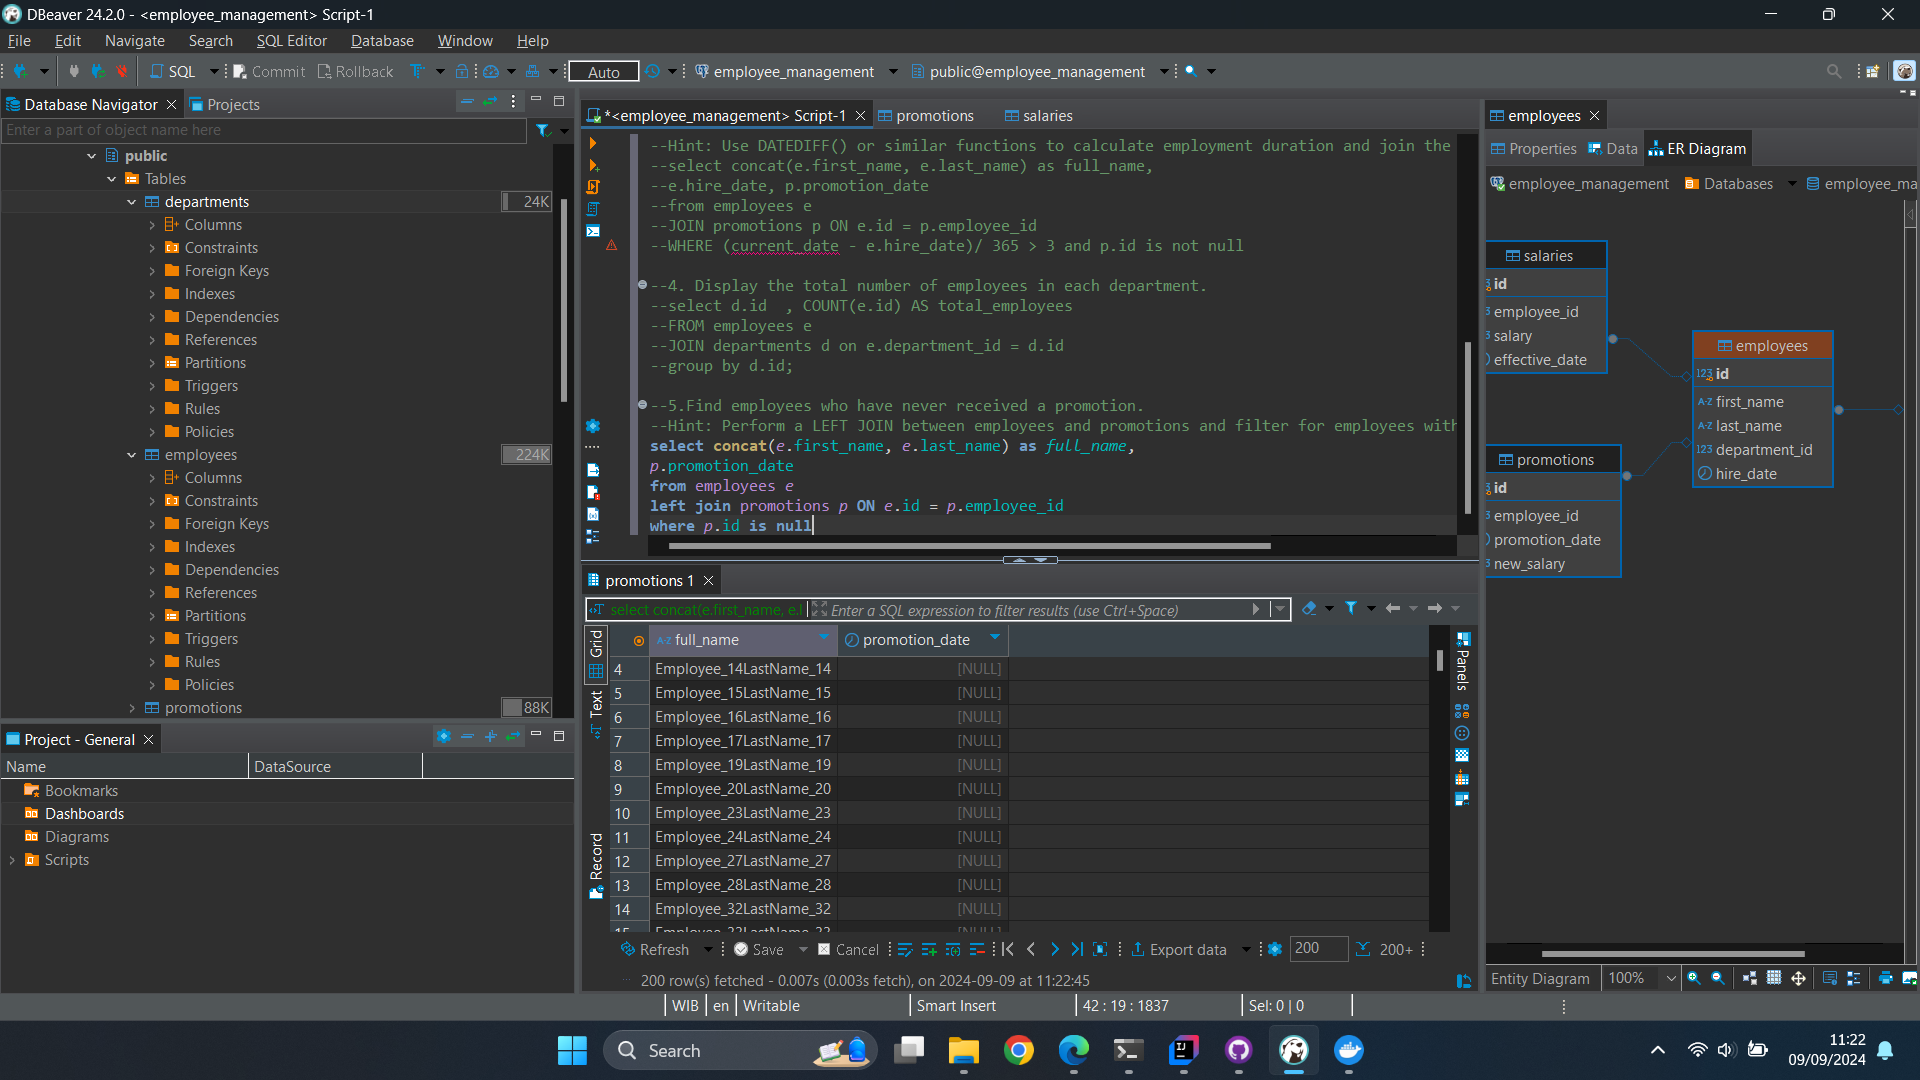 DBeaver 24.2.0 - <employee_management> Script-1
File Edit Navigate Search SQL Editor Database Window Help
SQL Commit Rollback Auto employee_management public@employee_management
Database Navigator Projects
Enter a part of object name here
public
Tables
departments 24K
Columns
Constraints
Foreign Keys
Indexes
Dependencies
References
Partitions
Triggers
Rules
Policies
employees 224K
Columns
Constraints
Foreign Keys
Indexes
Dependencies
References
Partitions
Triggers
Rules
Policies
promotions 88K
Project - General
Name DataSource
Bookmarks
Dashboards
Diagrams
Scripts
*<employee_management> Script-1 promotions salaries
--Hint: Use DATEDIFF() or similar functions to calculate employment duration and join the
--select concat(e.first_name, e.last_name) as full_name,
--e.hire_date, p.promotion_date
--from employees e
--JOIN promotions p ON e.id = p.employee_id
--WHERE (current_date - e.hire_date)/ 365 > 3 and p.id is not null
--4. Display the total number of employees in each department.
--select d.id  , COUNT(e.id) AS total_employees
--FROM employees e
--JOIN departments d on e.department_id = d.id
--group by d.id;
--5.Find employees who have never received a promotion.
--Hint: Perform a LEFT JOIN between employees and promotions and filter for employees with
select concat(e.first_name, e.last_name) as full_name,
p.promotion_date
from employees e
left join promotions p ON e.id = p.employee_id
where p.id is null
promotions 1
select concat(e.first_name, e.l Enter a SQL expression to filter results (use Ctrl+Space)
Grid
Text
Record
A-Z full_name promotion_date
4 Employee_14LastName_14 [NULL]
5 Employee_15LastName_15 [NULL]
6 Employee_16LastName_16 [NULL]
7 Employee_17LastName_17 [NULL]
8 Employee_19LastName_19 [NULL]
9 Employee_20LastName_20 [NULL]
10 Employee_23LastName_23 [NULL]
11 Employee_24LastName_24 [NULL]
12 Employee_27LastName_27 [NULL]
13 Employee_28LastName_28 [NULL]
14 Employee_32LastName_32 [NULL]
Panels
Refresh Save Cancel Export data 200 200+
200 row(s) fetched - 0.007s (0.003s fetch), on 2024-09-09 at 11:22:45
employees
Properties Data ER Diagram
employee_management Databases employee_ma
salaries
id
employee_id
salary
effective_date
employees
123 id
A-Z first_name
A-Z last_name
123 department_id
hire_date
promotions
id
employee_id
promotion_date
new_salary
Entity Diagram 100%
WIB en Writable Smart Insert 42 : 19 : 1837 Sel: 0 | 0
Search
11:22
09/09/2024